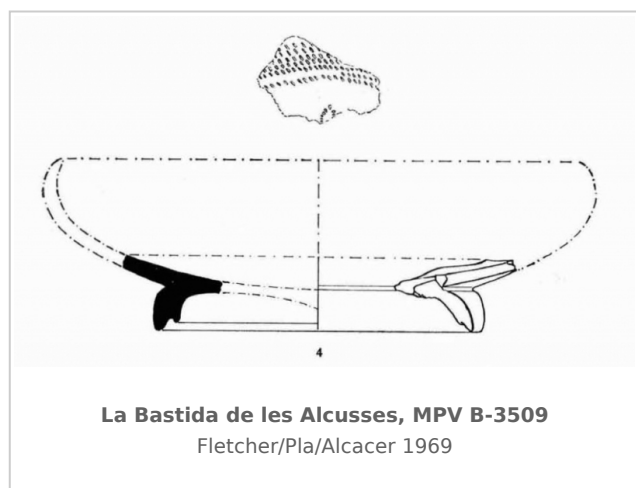 4
La Bastida de les Alcusses, MPV B-3509
Fletcher/Pla/Alcacer 1969